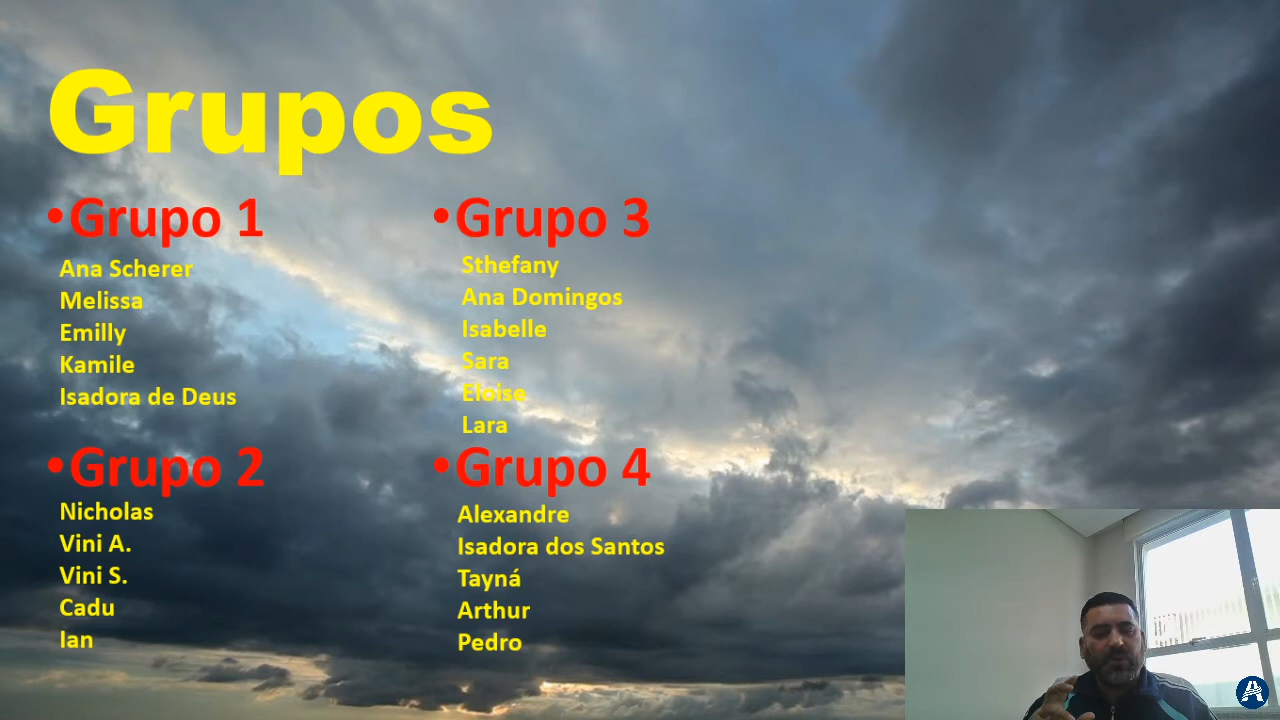 Grupos
•Grupo 1
Ana Scherer
Melissa
Emilly
Kamile
Isadora de Deus
•Grupo 2
Nicholas
Vini A.
Vini S.
Cadu
Ian
•Grupo 3
Sthefany
Ana Domingos
Isabelle
Sara
Eloise
Lara
•Grupo 4
Alexandre
Isadora dos Santos
Tayná
Arthur
Pedro